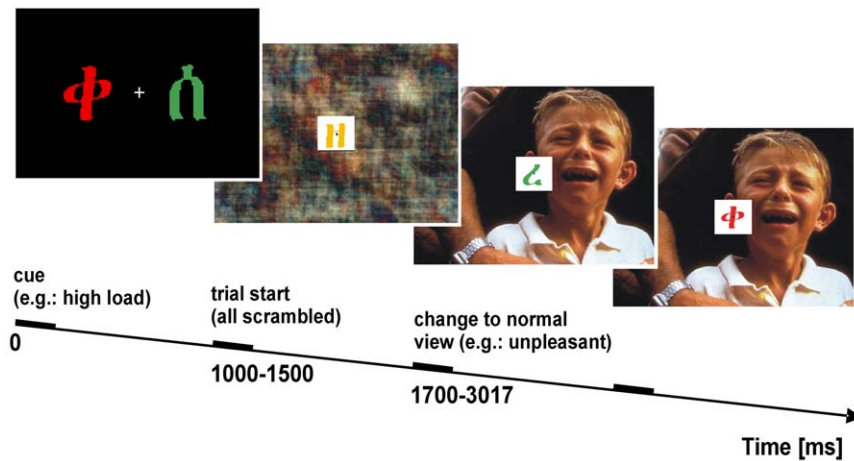 +
cue
(e.g.: high load)
trial start
(all scrambled)
change to normal
view (e.g.: unpleasant)
0
1000-1500
1700-3017
Time [ms]